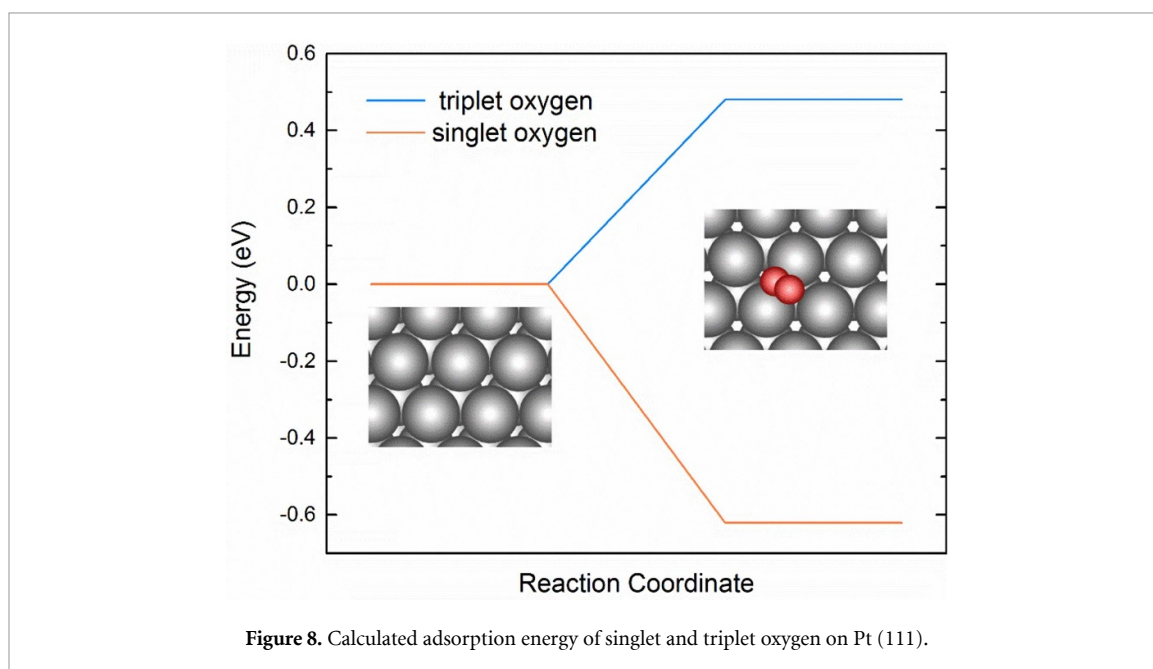 0.6
triplet oxygen
singlet oxygen
0.4
0.2
0.0
-0.2
-0.4
-0.6
Energy (eV)
Reaction Coordinate
Figure 8. Calculated adsorption energy of singlet and triplet oxygen on Pt (111).